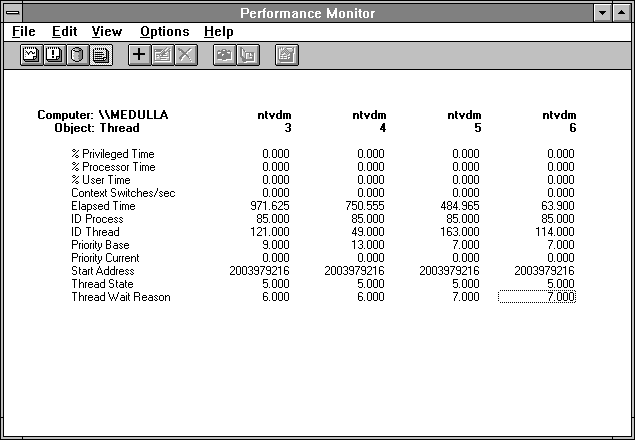 Performance Monitor
File Edit View Options Help
Computer: \\MEDULLA ntvdm ntvdm ntvdm ntvdm
Object: Thread 3 4 5 6
% Privileged Time 0.000 0.000 0.000 0.000
% Processor Time 0.000 0.000 0.000 0.000
% User Time 0.000 0.000 0.000 0.000
Context Switches/sec 0.000 0.000 0.000 0.000
Elapsed Time 971.625 750.555 484.965 63.900
ID Process 85.000 85.000 85.000 85.000
ID Thread 121.000 49.000 163.000 114.000
Priority Base 9.000 13.000 7.000 7.000
Priority Current 0.000 0.000 0.000 0.000
Start Address 2003979216 2003979216 2003979216 2003979216
Thread State 5.000 5.000 5.000 5.000
Thread Wait Reason 6.000 6.000 7.000 7.000